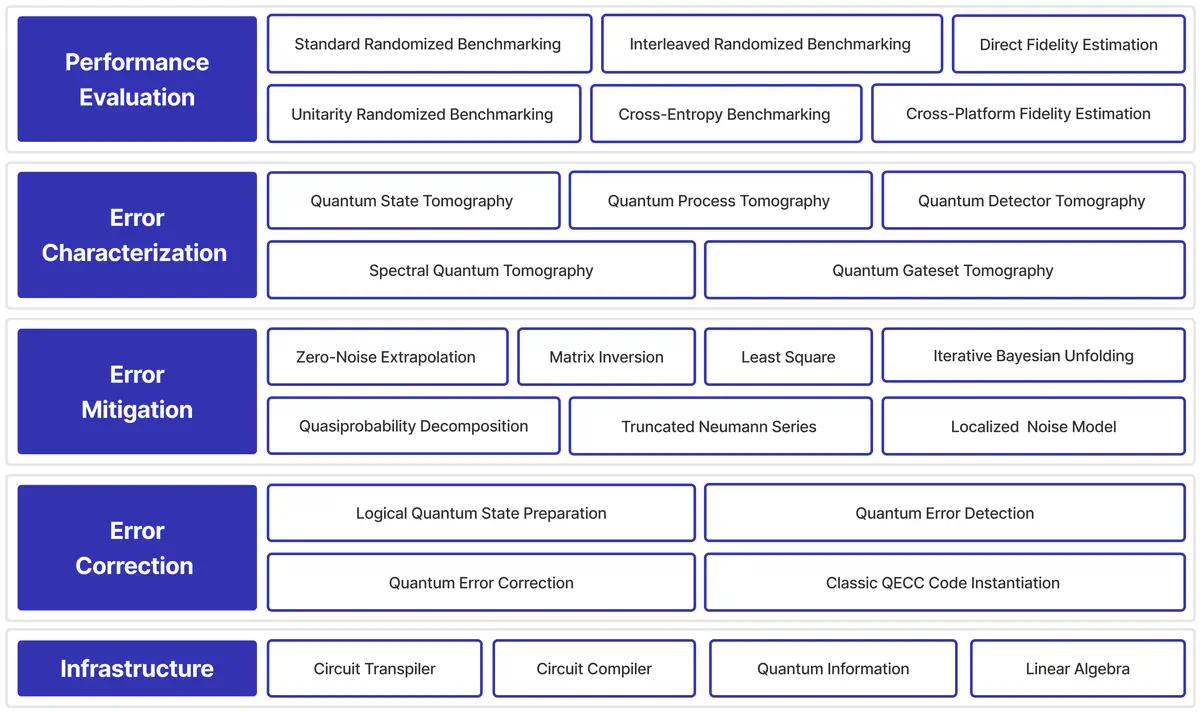 Performance
Evaluation
Standard Randomized Benchmarking
Interleaved Randomized Benchmarking
Direct Fidelity Estimation
Unitarity Randomized Benchmarking
Cross-Entropy Benchmarking
Cross-Platform Fidelity Estimation
Error
Characterization
Quantum State Tomography
Quantum Process Tomography
Quantum Detector Tomography
Spectral Quantum Tomography
Quantum Gateset Tomography
Error
Mitigation
Zero-Noise Extrapolation
Matrix Inversion
Least Square
Iterative Bayesian Unfolding
Quasiprobability Decomposition
Truncated Neumann Series
Localized Noise Model
Error
Correction
Logical Quantum State Preparation
Quantum Error Detection
Quantum Error Correction
Classic QECC Code Instantiation
Infrastructure
Circuit Transpiler
Circuit Compiler
Quantum Information
Linear Algebra